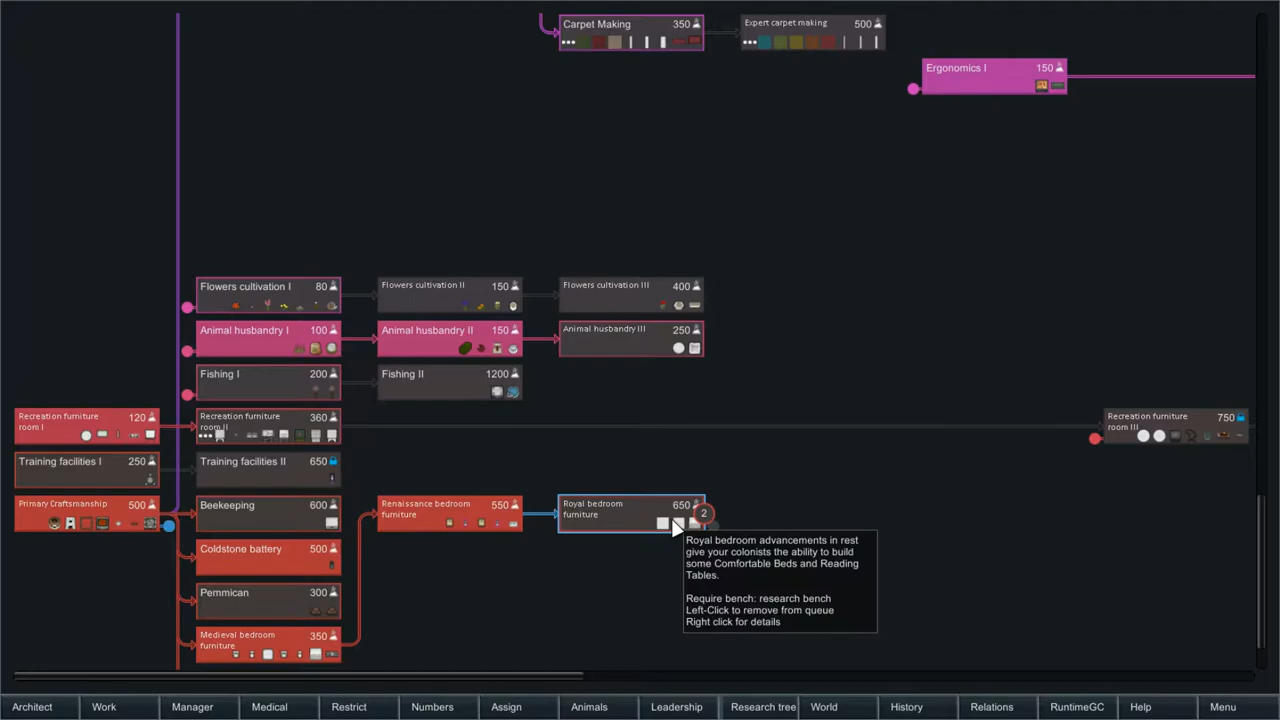 Carpet Making 350
Expert carpet making 500
Ergonomics I 150
Flowers cultivation I 80
Flowers cultivation II 150
Flowers cultivation III 400
Animal husbandry I 100
Animal husbandry II 150
Animal husbandry III 250
Fishing I 200
Fishing II 1200
Recreation furniture
room I 120
Recreation furniture
room II 360
Recreation furniture
room III 750
Training facilities I 250
Training facilities II 650
Primary Craftsmanship 500
Beekeeping 600
Renaissance bedroom
furniture 550
Royal bedroom
furniture 650
2
Coldstone battery 500
Pemmican 300
Medieval bedroom
furniture 350
Royal bedroom advancements in rest
give your colonists the ability to build
some Comfortable Beds and Reading
Tables.
Require bench: research bench
Left-Click to remove from queue
Right click for details
Architect Work Manager Medical Restrict Numbers Assign Animals Leadership Research tree World History Relations RuntimeGC Help Menu